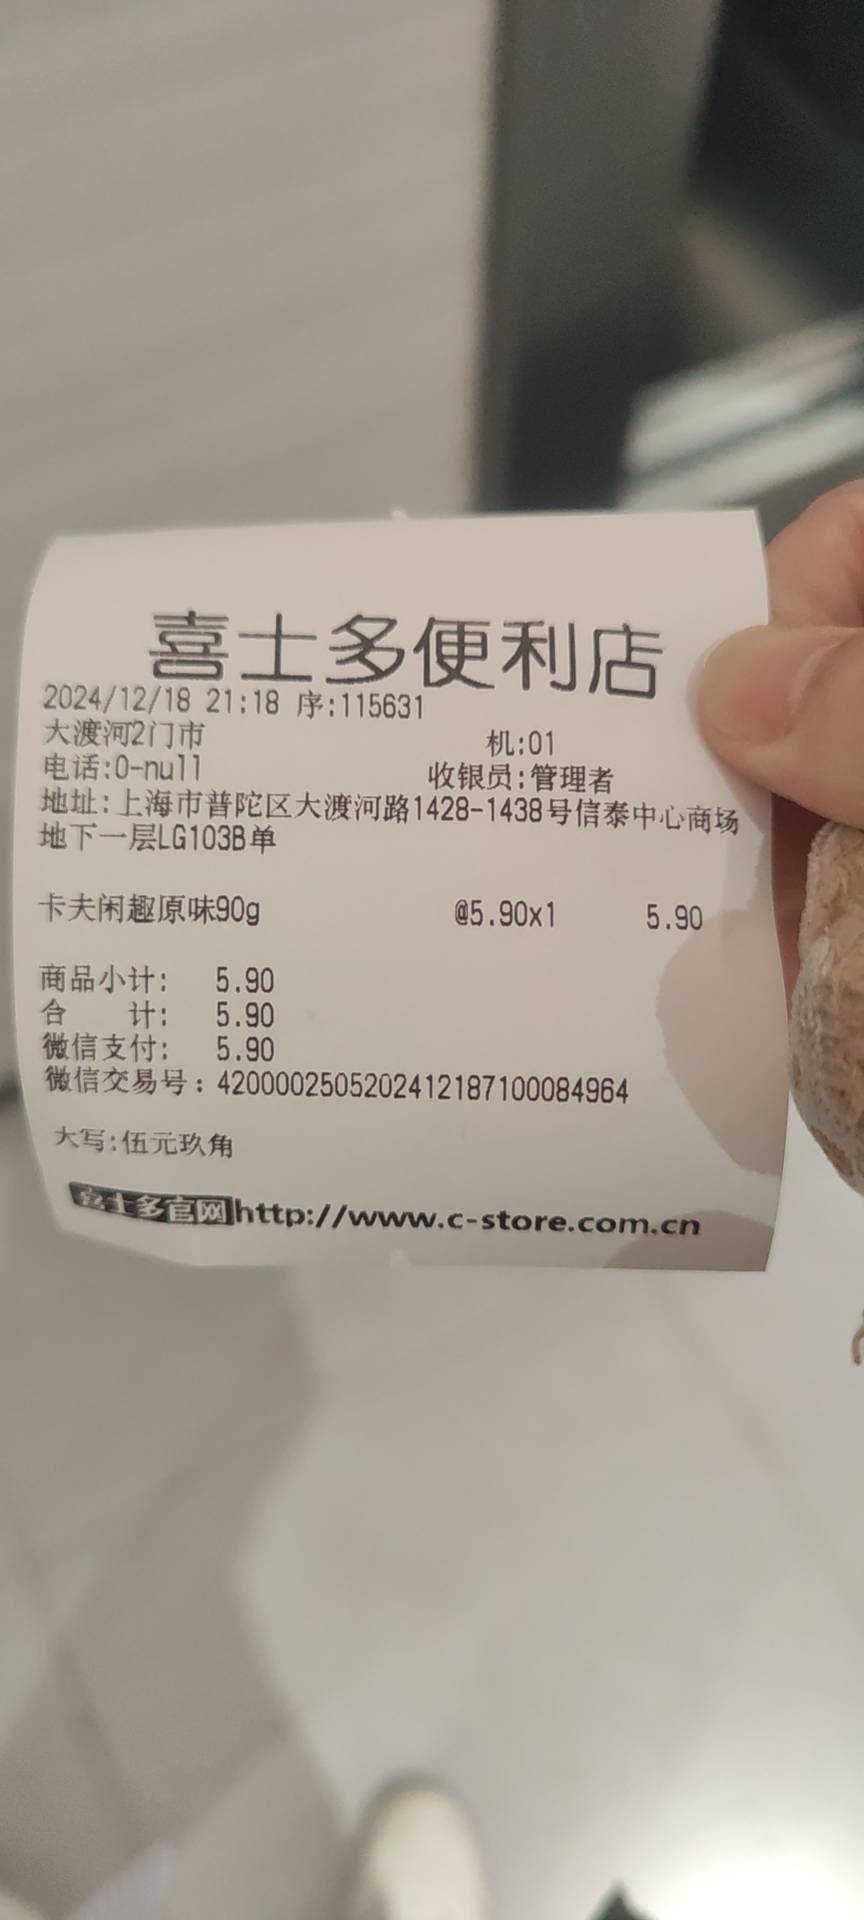 喜士多便利店
2024/12/18 21:18 序:115631
大渡河2门市 机:01
电话:0-null 收银员:管理者
地址:上海市普陀区大渡河路1428-1438号信泰中心商场
地下一层LG103B单
卡夫闲趣原味90g @5.90x1 5.90
商品小计: 5.90
合 计: 5.90
微信支付: 5.90
微信交易号:4200002505202412187100084964
大写:伍元玖角
喜士多官网http://www.c-store.com.cn